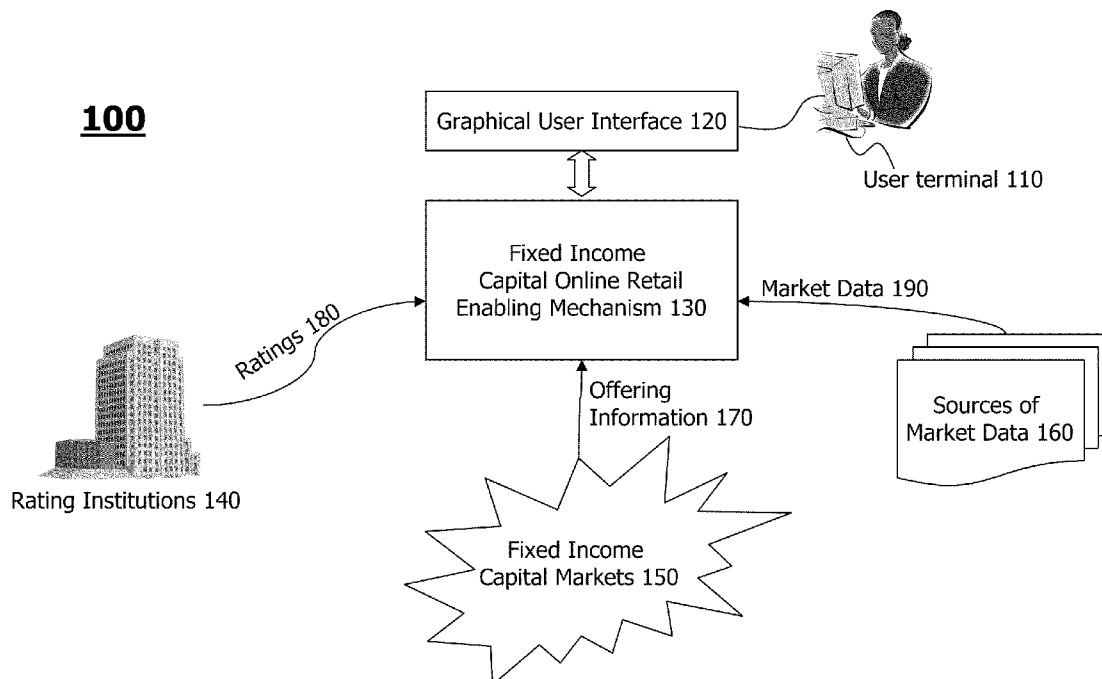 100
Graphical User Interface 120
User terminal 110
Fixed Income
Capital Online Retail
Enabling Mechanism 130
Market Data 190
Ratings 180
Offering
Information 170
Sources of
Market Data 160
Rating Institutions 140
Fixed Income
Capital Markets 150